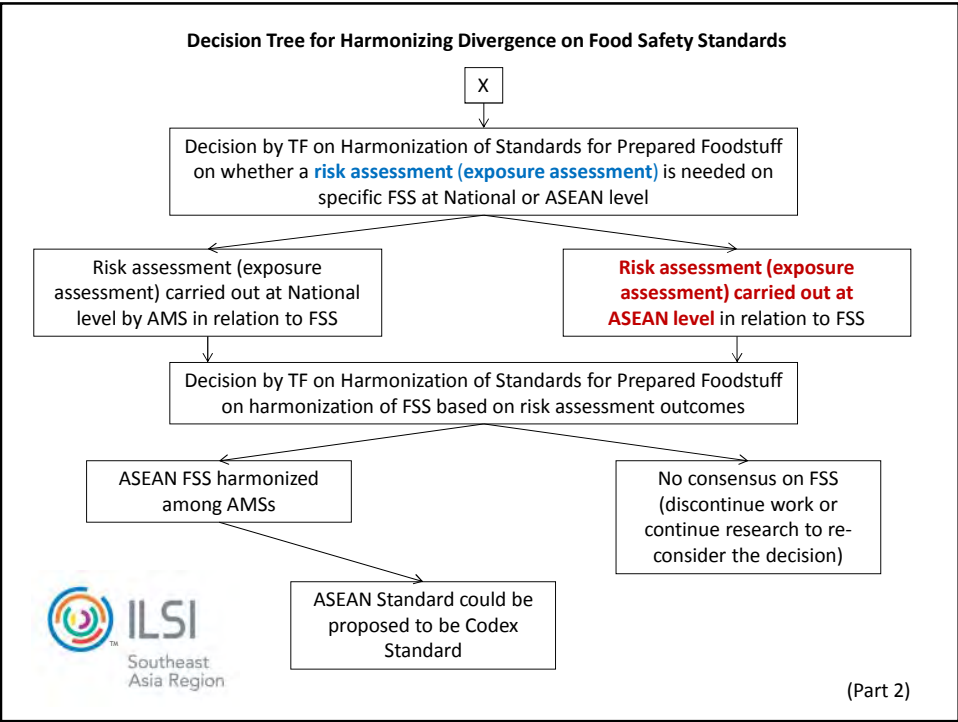 Decision Tree for Harmonizing Divergence on Food Safety Standards
X
Decision by TF on Harmonization of Standards for Prepared Foodstuff
on whether a risk assessment (exposure assessment) is needed on
specific FSS at National or ASEAN level
Risk assessment (exposure
assessment) carried out at National
level by AMS in relation to FSS
Risk assessment (exposure
assessment) carried out at
ASEAN level in relation to FSS
Decision by TF on Harmonization of Standards for Prepared Foodstuff
on harmonization of FSS based on risk assessment outcomes
ASEAN FSS harmonized
among AMSs
No consensus on FSS
(discontinue work or
continue research to re-
consider the decision)
ASEAN Standard could be
proposed to be Codex
Standard
TM
ILSI
Southeast
Asia Region
(Part 2)